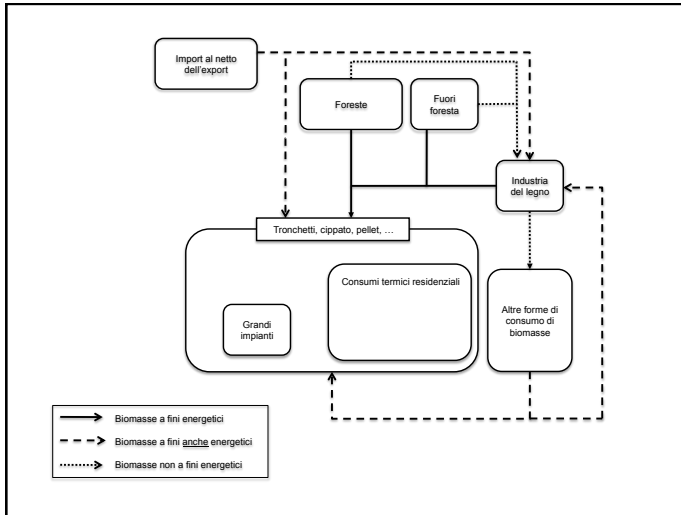 Import al netto
dell'export
Foreste
Fuori
foresta
Industria
del legno
Tronchetti, cippato, pellet, …
Consumi termici residenziali
Grandi
impianti
Altre forme di
consumo di
biomasse
Biomasse a fini energetici
Biomasse a fini anche energetici
Biomasse non a fini energetici